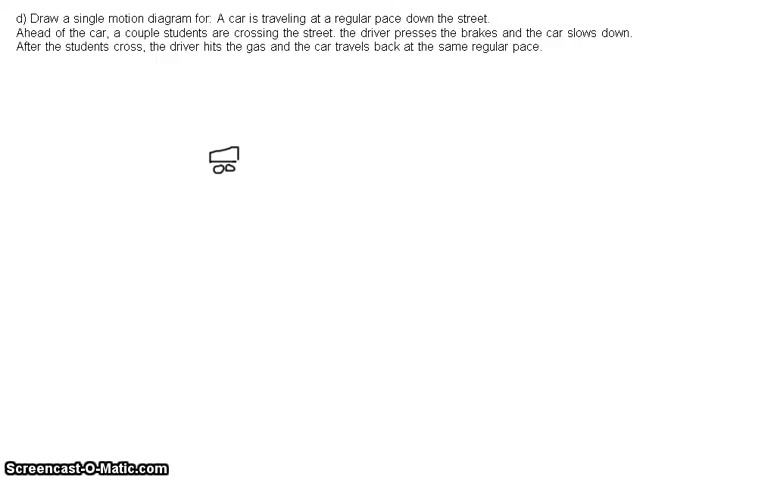 d) Draw a single motion diagram for: A car is traveling at a regular pace down the street.
Ahead of the car, a couple students are crossing the street. the driver presses the brakes and the car slows down.
After the students cross, the driver hits the gas and the car travels back at the same regular pace.
Screencast-O-Matic.com